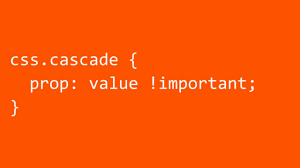 css.cascade {
  prop: value !important;
}